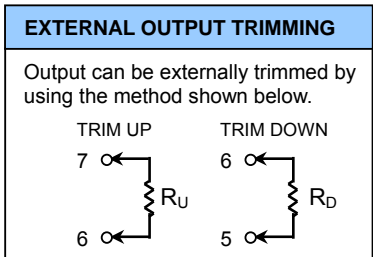 EXTERNAL OUTPUT TRIMMING
Output can be externally trimmed by
using the method shown below.
TRIM UP TRIM DOWN
7 6
RU RD
6 5